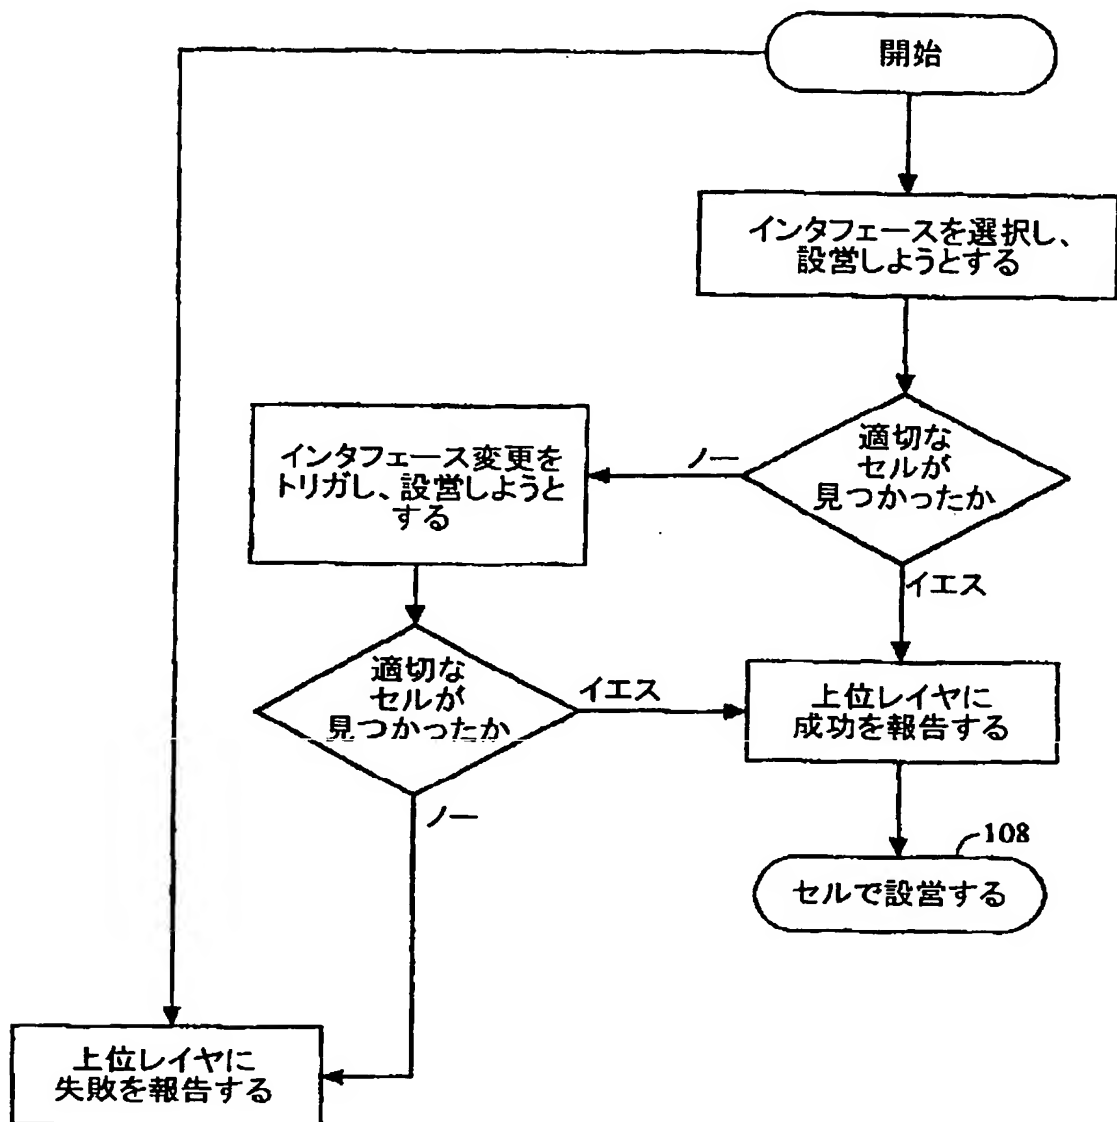 開始
インタフェースを選択し、
設営しようとする
適切な
セルが
見つかったか
ノー
イエス
インタフェース変更を
トリガし、設営しようと
する
適切な
セルが
見つかったか
イエス
ノー
上位レイヤに
成功を報告する
108
セルで設営する
上位レイヤに
失敗を報告する